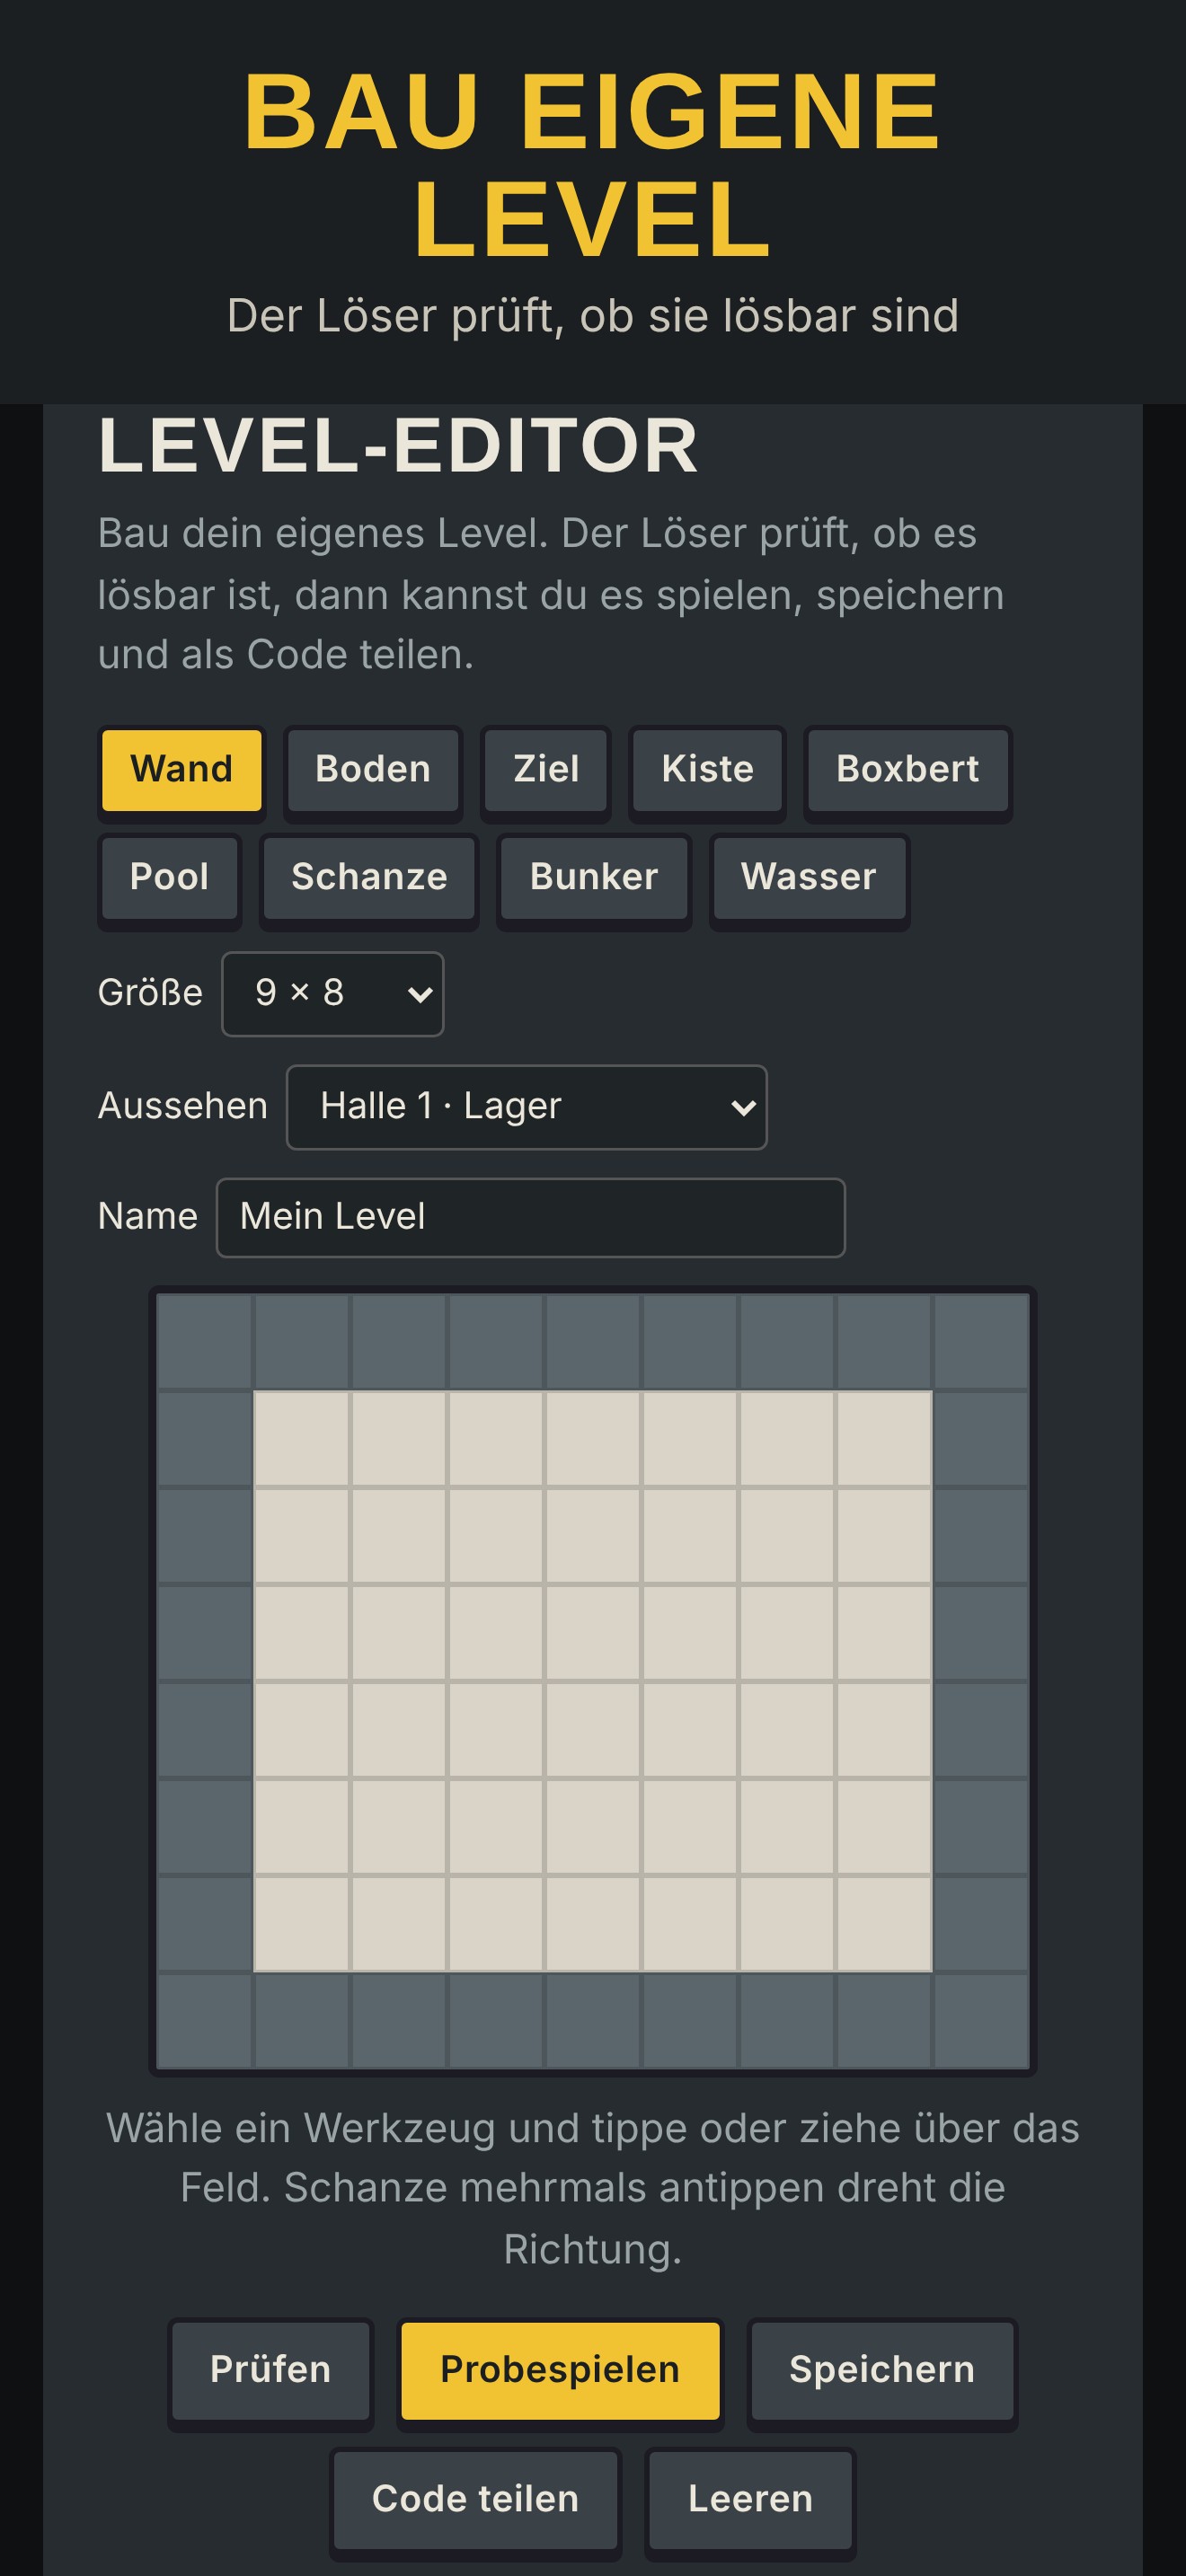 BAU EIGENE
LEVEL
Der Löser prüft, ob sie lösbar sind
LEVEL-EDITOR
Bau dein eigenes Level. Der Löser prüft, ob es
lösbar ist, dann kannst du es spielen, speichern
und als Code teilen.
Wand Boden Ziel Kiste Boxbert
Pool Schanze Bunker Wasser
Größe 9 × 8
Aussehen Halle 1 · Lager
Name Mein Level
Wähle ein Werkzeug und tippe oder ziehe über das
Feld. Schanze mehrmals antippen dreht die
Richtung.
Prüfen Probespielen Speichern
Code teilen Leeren